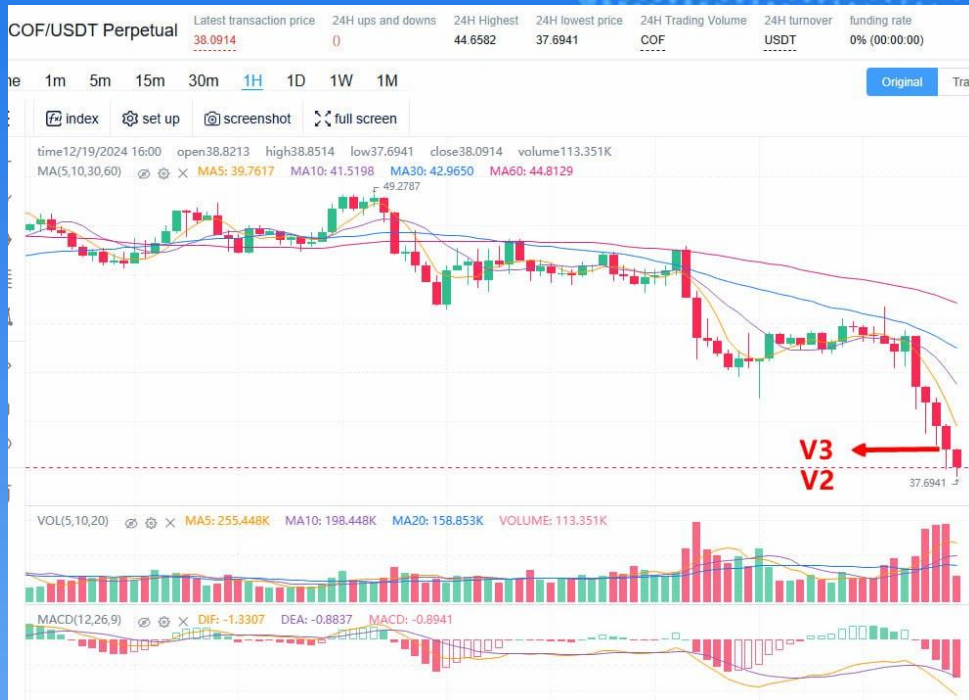 COF/USDT Perpetual
Latest transaction price 24H ups and downs 24H Highest 24H lowest price 24H Trading Volume 24H turnover funding rate
38.0914 () 44.6582 37.6941 COF USDT 0% (00:00:00)
1m 5m 15m 30m 1H 1D 1W 1M Original
index set up screenshot full screen
time12/19/2024 16:00 open38.8213 high38.8514 low37.6941 close38.0914 volume113.351K
MA(5,10,30,60) MA5: 39.7617 MA10: 41.5198 MA30: 42.9650 MA60: 44.8129
49.2787
V3
V2
37.6941
VOL(5,10,20) MA5: 255.448K MA10: 198.448K MA20: 158.853K VOLUME: 113.351K
MACD(12,26,9) DIF: -1.3307 DEA: -0.8837 MACD: -0.8941